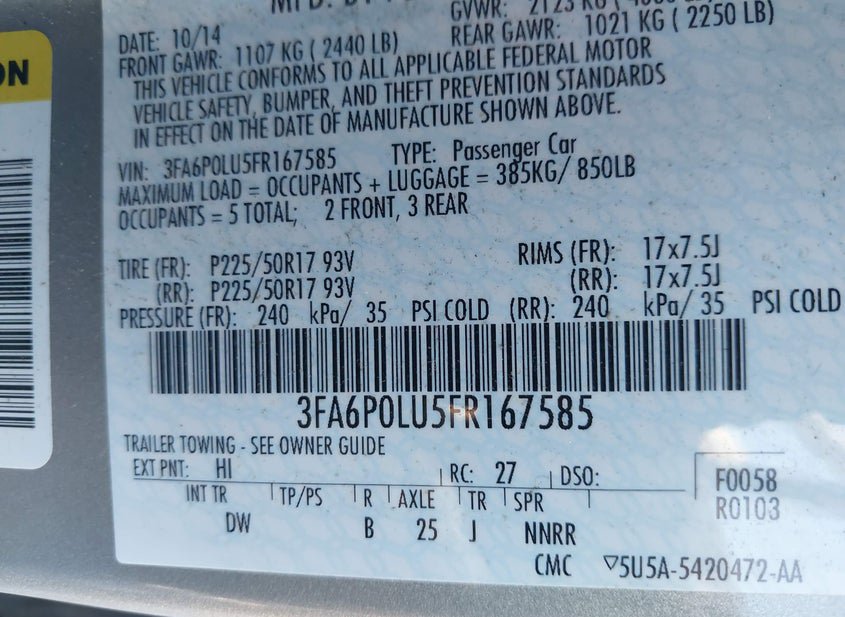 MFD. BY
GVWR: 2123 KG
DATE: 10/14
FRONT GAWR: 1107 KG ( 2440 LB)
REAR GAWR: 1021 KG ( 2250 LB)
THIS VEHICLE CONFORMS TO ALL APPLICABLE FEDERAL MOTOR
VEHICLE SAFETY, BUMPER, AND THEFT PREVENTION STANDARDS
IN EFFECT ON THE DATE OF MANUFACTURE SHOWN ABOVE.
VIN: 3FA6P0LU5FR167585 TYPE: Passenger Car
MAXIMUM LOAD = OCCUPANTS + LUGGAGE = 385KG/ 850LB
OCCUPANTS = 5 TOTAL; 2 FRONT, 3 REAR
TIRE (FR): P225/50R17 93V RIMS (FR): 17x7.5J
(RR): P225/50R17 93V (RR): 17x7.5J
PRESSURE (FR): 240 kPa/ 35 PSI COLD (RR): 240 kPa/ 35 PSI COLD
3FA6P0LU5FR167585
TRAILER TOWING - SEE OWNER GUIDE
EXT PNT: HI RC: 27 DSO:
F0058
R0103
INT TR TP/PS R AXLE TR SPR
DW B 25 J NNRR
CMC ▽5U5A-5420472-AA